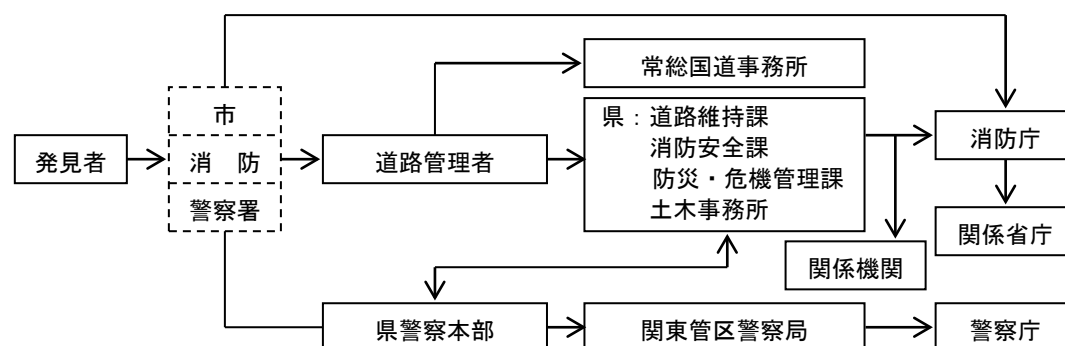 常総国道事務所
市
消 防
警察署
発見者
道路管理者
県：道路維持課
消防安全課
防災・危機管理課
土木事務所
消防庁
関係省庁
関係機関
県警察本部
関東管区警察局
警察庁